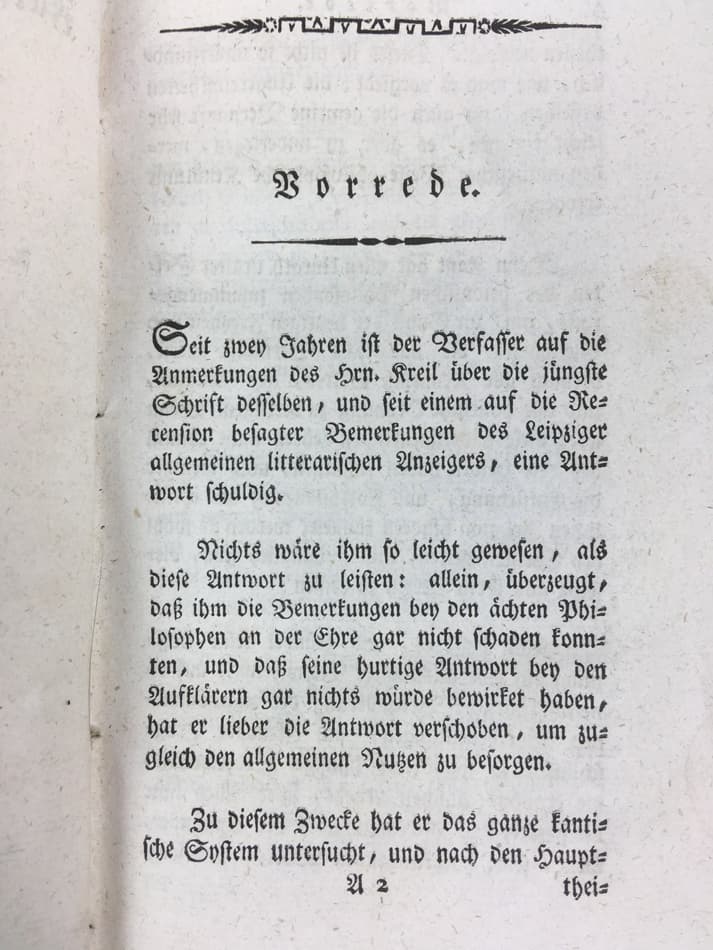 Vorrede.
Seit zwey Jahren ist der Verfasser auf die
Anmerkungen des Hrn. Kreil über die jüngste
Schrift desselben, und seit einem auf die Re-
cension besagter Bemerkungen des Leipziger
allgemeinen litterarischen Anzeigers, eine Ant-
wort schuldig.
Nichts wäre ihm so leicht gewesen, als
diese Antwort zu leisten: allein, überzeugt,
daß ihm die Bemerkungen bey den ächten Phi-
losophen an der Ehre gar nicht schaden konn-
ten, und daß seine hurtige Antwort bey den
Aufklärern gar nichts würde bewirket haben,
hat er lieber die Antwort verschoben, um zu-
gleich den allgemeinen Nutzen zu besorgen.
Zu diesem Zwecke hat er das ganze kanti-
sche System untersucht, und nach den Haupt-
A 2
thei-